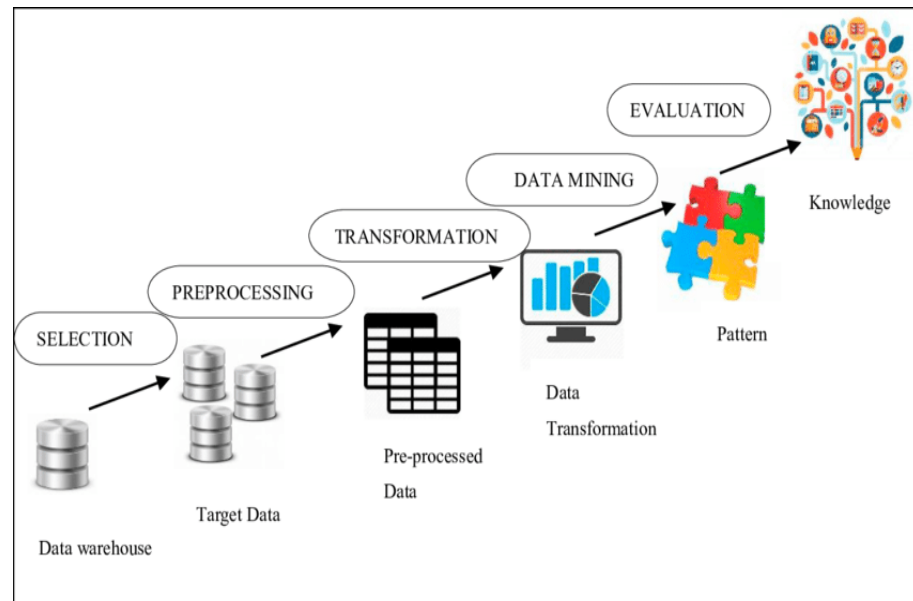 EVALUATION
DATA MINING
Knowledge
TRANSFORMATION
PREPROCESSING
SELECTION
Pattern
Data
Transformation
Pre-processed
Data
Target Data
Data warehouse